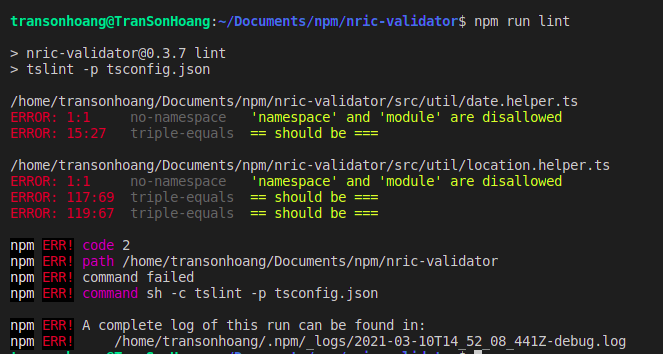 transonhoang@TranSonHoang:~/Documents/npm/nric-validator$ npm run lint
> nric-validator@0.3.7 lint
> tslint -p tsconfig.json
/home/transonhoang/Documents/npm/nric-validator/src/util/date.helper.ts
ERROR: 1:1 no-namespace 'namespace' and 'module' are disallowed
ERROR: 15:27 triple-equals == should be ===
/home/transonhoang/Documents/npm/nric-validator/src/util/location.helper.ts
ERROR: 1:1 no-namespace 'namespace' and 'module' are disallowed
ERROR: 117:69 triple-equals == should be ===
ERROR: 119:67 triple-equals == should be ===
npm ERR! code 2
npm ERR! path /home/transonhoang/Documents/npm/nric-validator
npm ERR! command failed
npm ERR! command sh -c tslint -p tsconfig.json
npm ERR! A complete log of this run can be found in:
npm ERR! /home/transonhoang/.npm/_logs/2021-03-10T14_52_08_441Z-debug.log
transonhoang@TranSonHoang:~/Documents/npm/nric-validator$